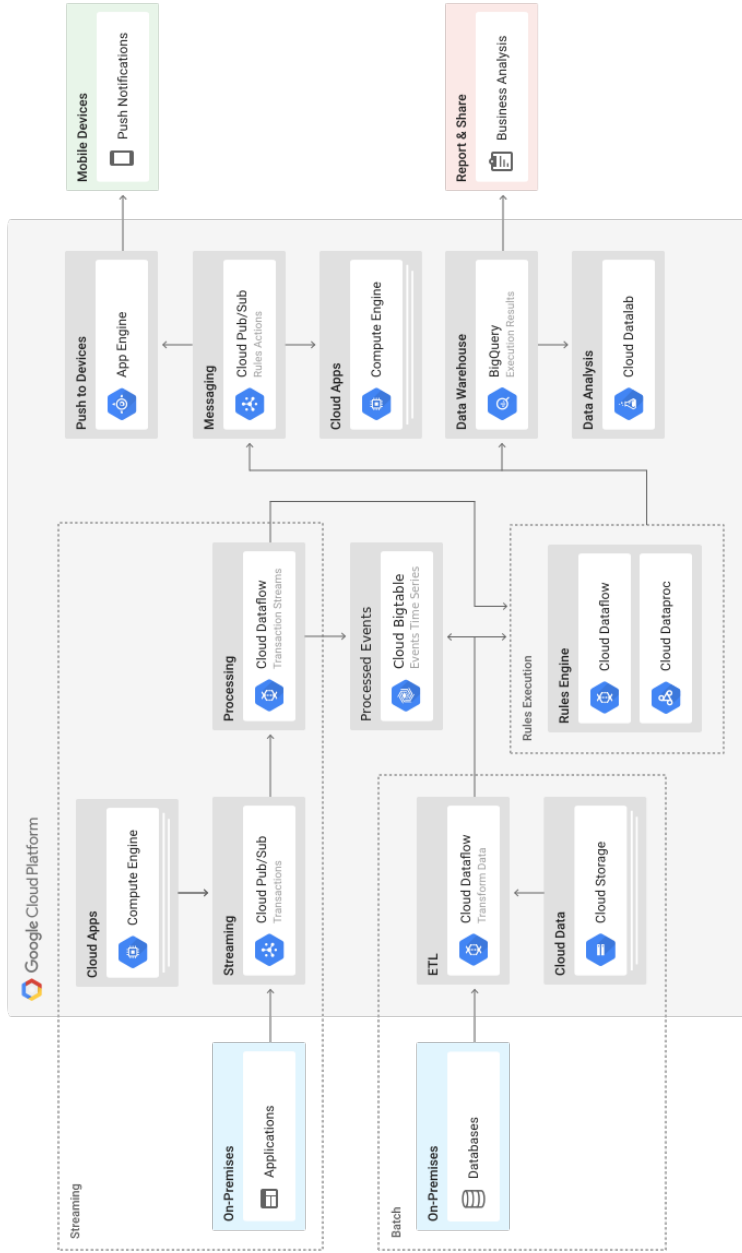 Google Cloud Platform
Streaming
On-Premises
Applications
Cloud Apps
Compute Engine
Streaming
Cloud Pub/Sub
Transactions
Processing
Cloud Dataflow
Transaction Streams
Processed Events
Cloud Bigtable
Events Time Series
Batch
On-Premises
Databases
ETL
Cloud Dataflow
Transform Data
Cloud Data
Cloud Storage
Rules Execution
Rules Engine
Cloud Dataflow
Cloud Dataproc
Push to Devices
App Engine
Messaging
Cloud Pub/Sub
Rules Actions
Cloud Apps
Compute Engine
Data Warehouse
BigQuery
Execution Results
Data Analysis
Cloud Datalab
Mobile Devices
Push Notifications
Report & Share
Business Analysis